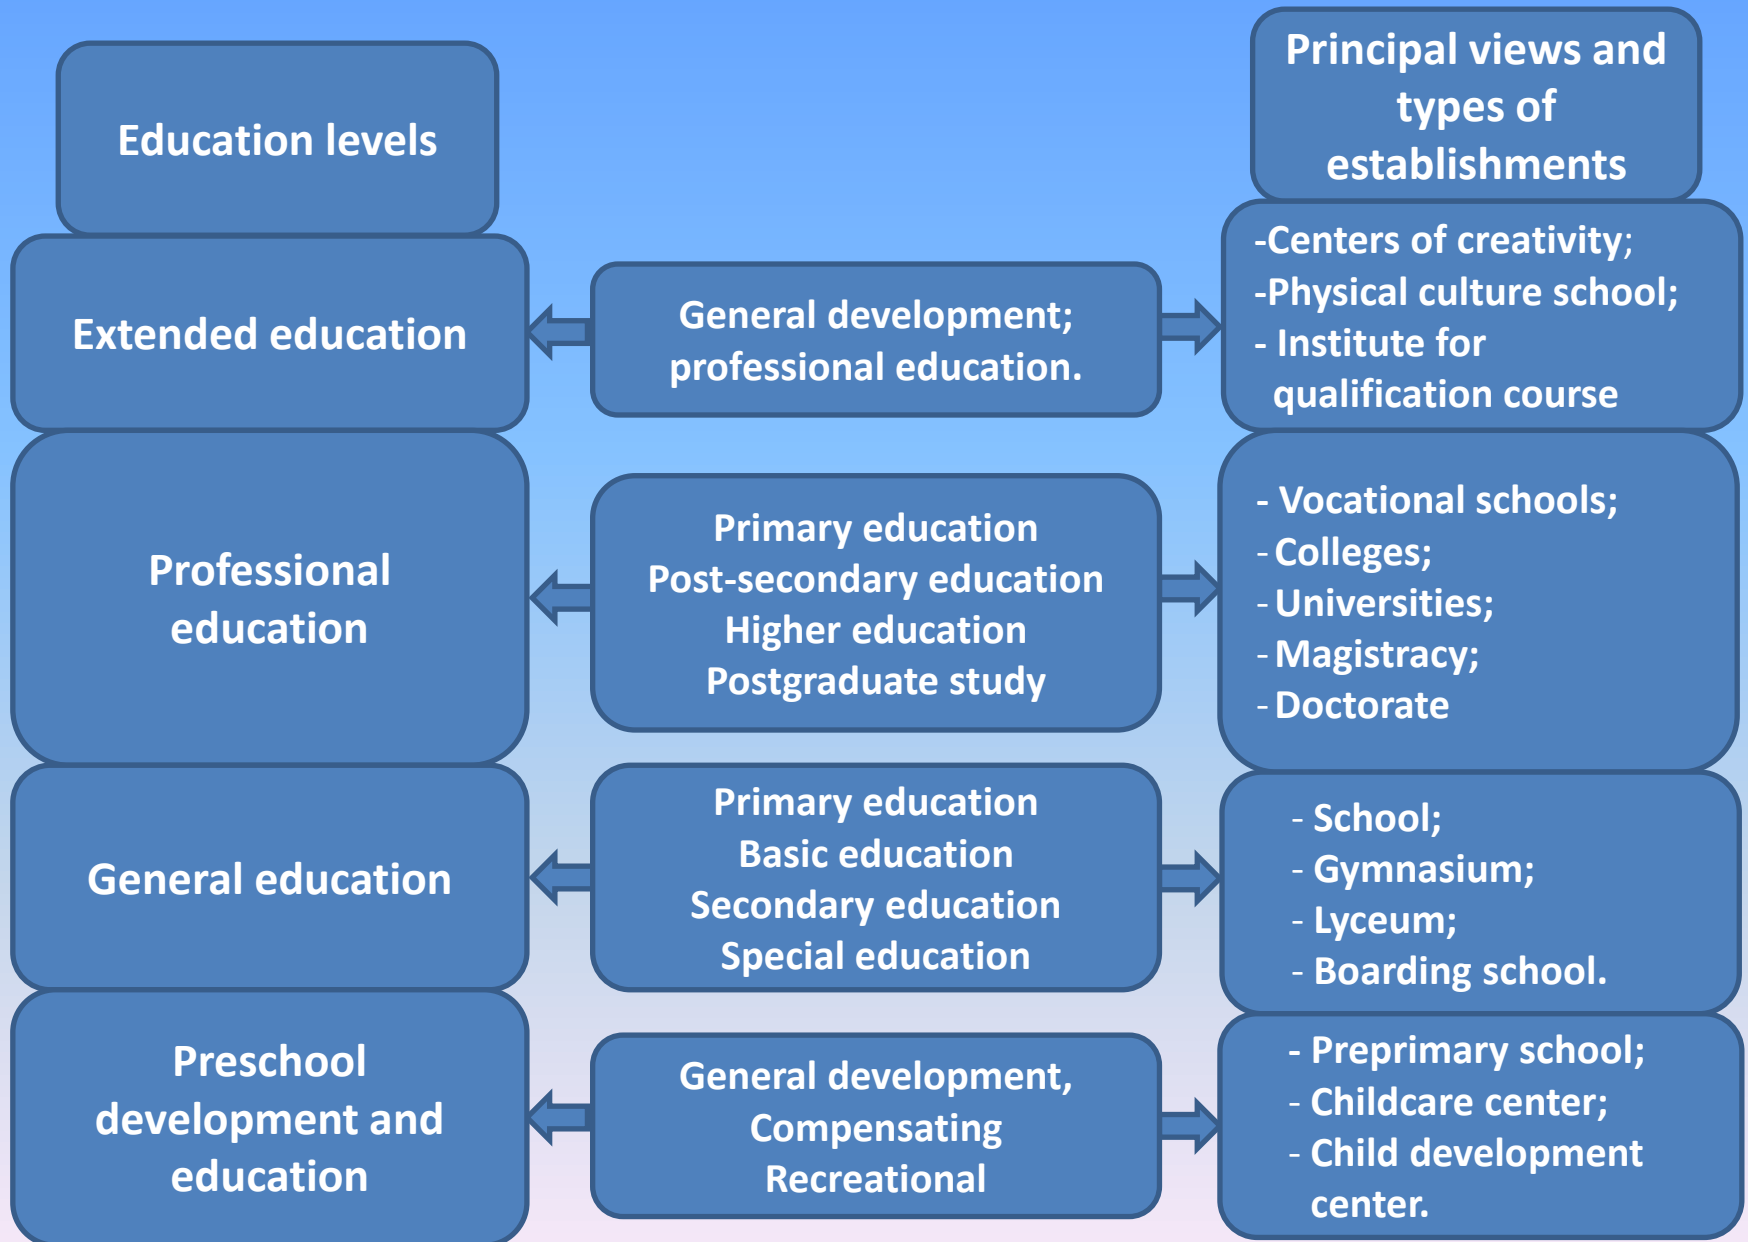 Education levels
Principal views and
types of
establishments
Extended education
General development;
professional education.
-Centers of creativity;
-Physical culture school;
- Institute for
qualification course
Professional
education
Primary education
Post-secondary education
Higher education
Postgraduate study
- Vocational schools;
- Colleges;
- Universities;
- Magistracy;
- Doctorate
General education
Primary education
Basic education
Secondary education
Special education
- School;
- Gymnasium;
- Lyceum;
- Boarding school.
Preschool
development and
education
General development,
Compensating
Recreational
- Preprimary school;
- Childcare center;
- Child development
center.